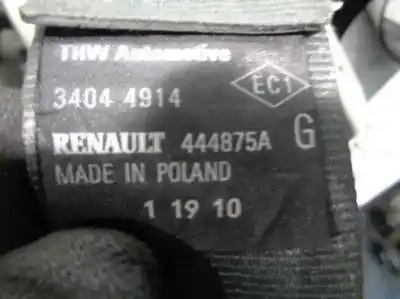 TRW Automotive
EC1
3404 4914
RENAULT 444875A G
MADE IN POLAND
1 19 10